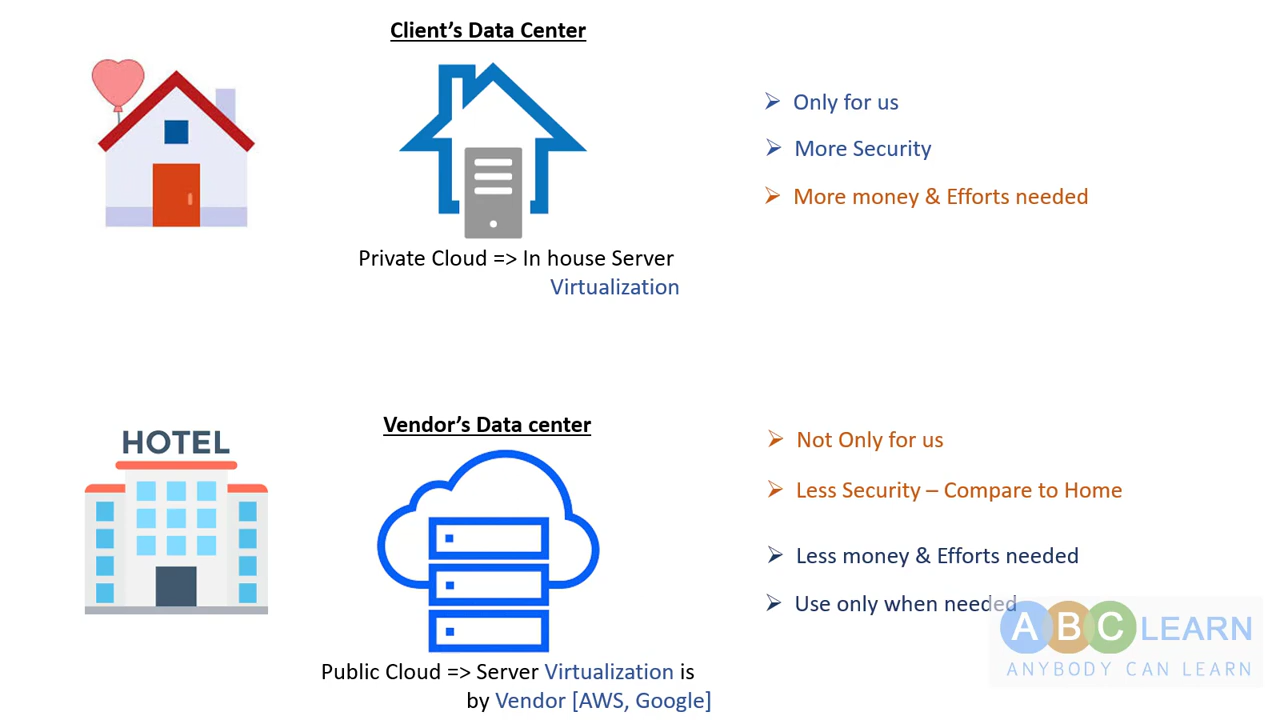 Client's Data Center
➢ Only for us
➢ More Security
➢ More money & Efforts needed
Private Cloud => In house Server
Virtualization
HOTEL
Vendor's Data center
➢ Not Only for us
➢ Less Security – Compare to Home
➢ Less money & Efforts needed
➢ Use only when needed
Public Cloud => Server Virtualization is
by Vendor [AWS, Google]
ABC LEARN
ANYBODY CAN LEARN